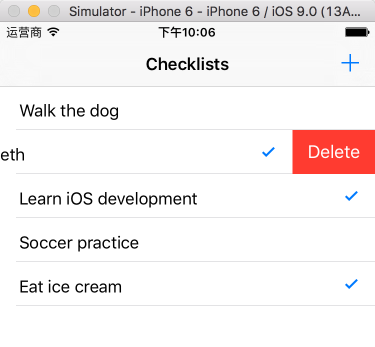 Simulator - iPhone 6 - iPhone 6 / iOS 9.0 (13A...
运营商 下午10:06
Checklists +
Walk the dog
eth Delete
Learn iOS development
Soccer practice
Eat ice cream